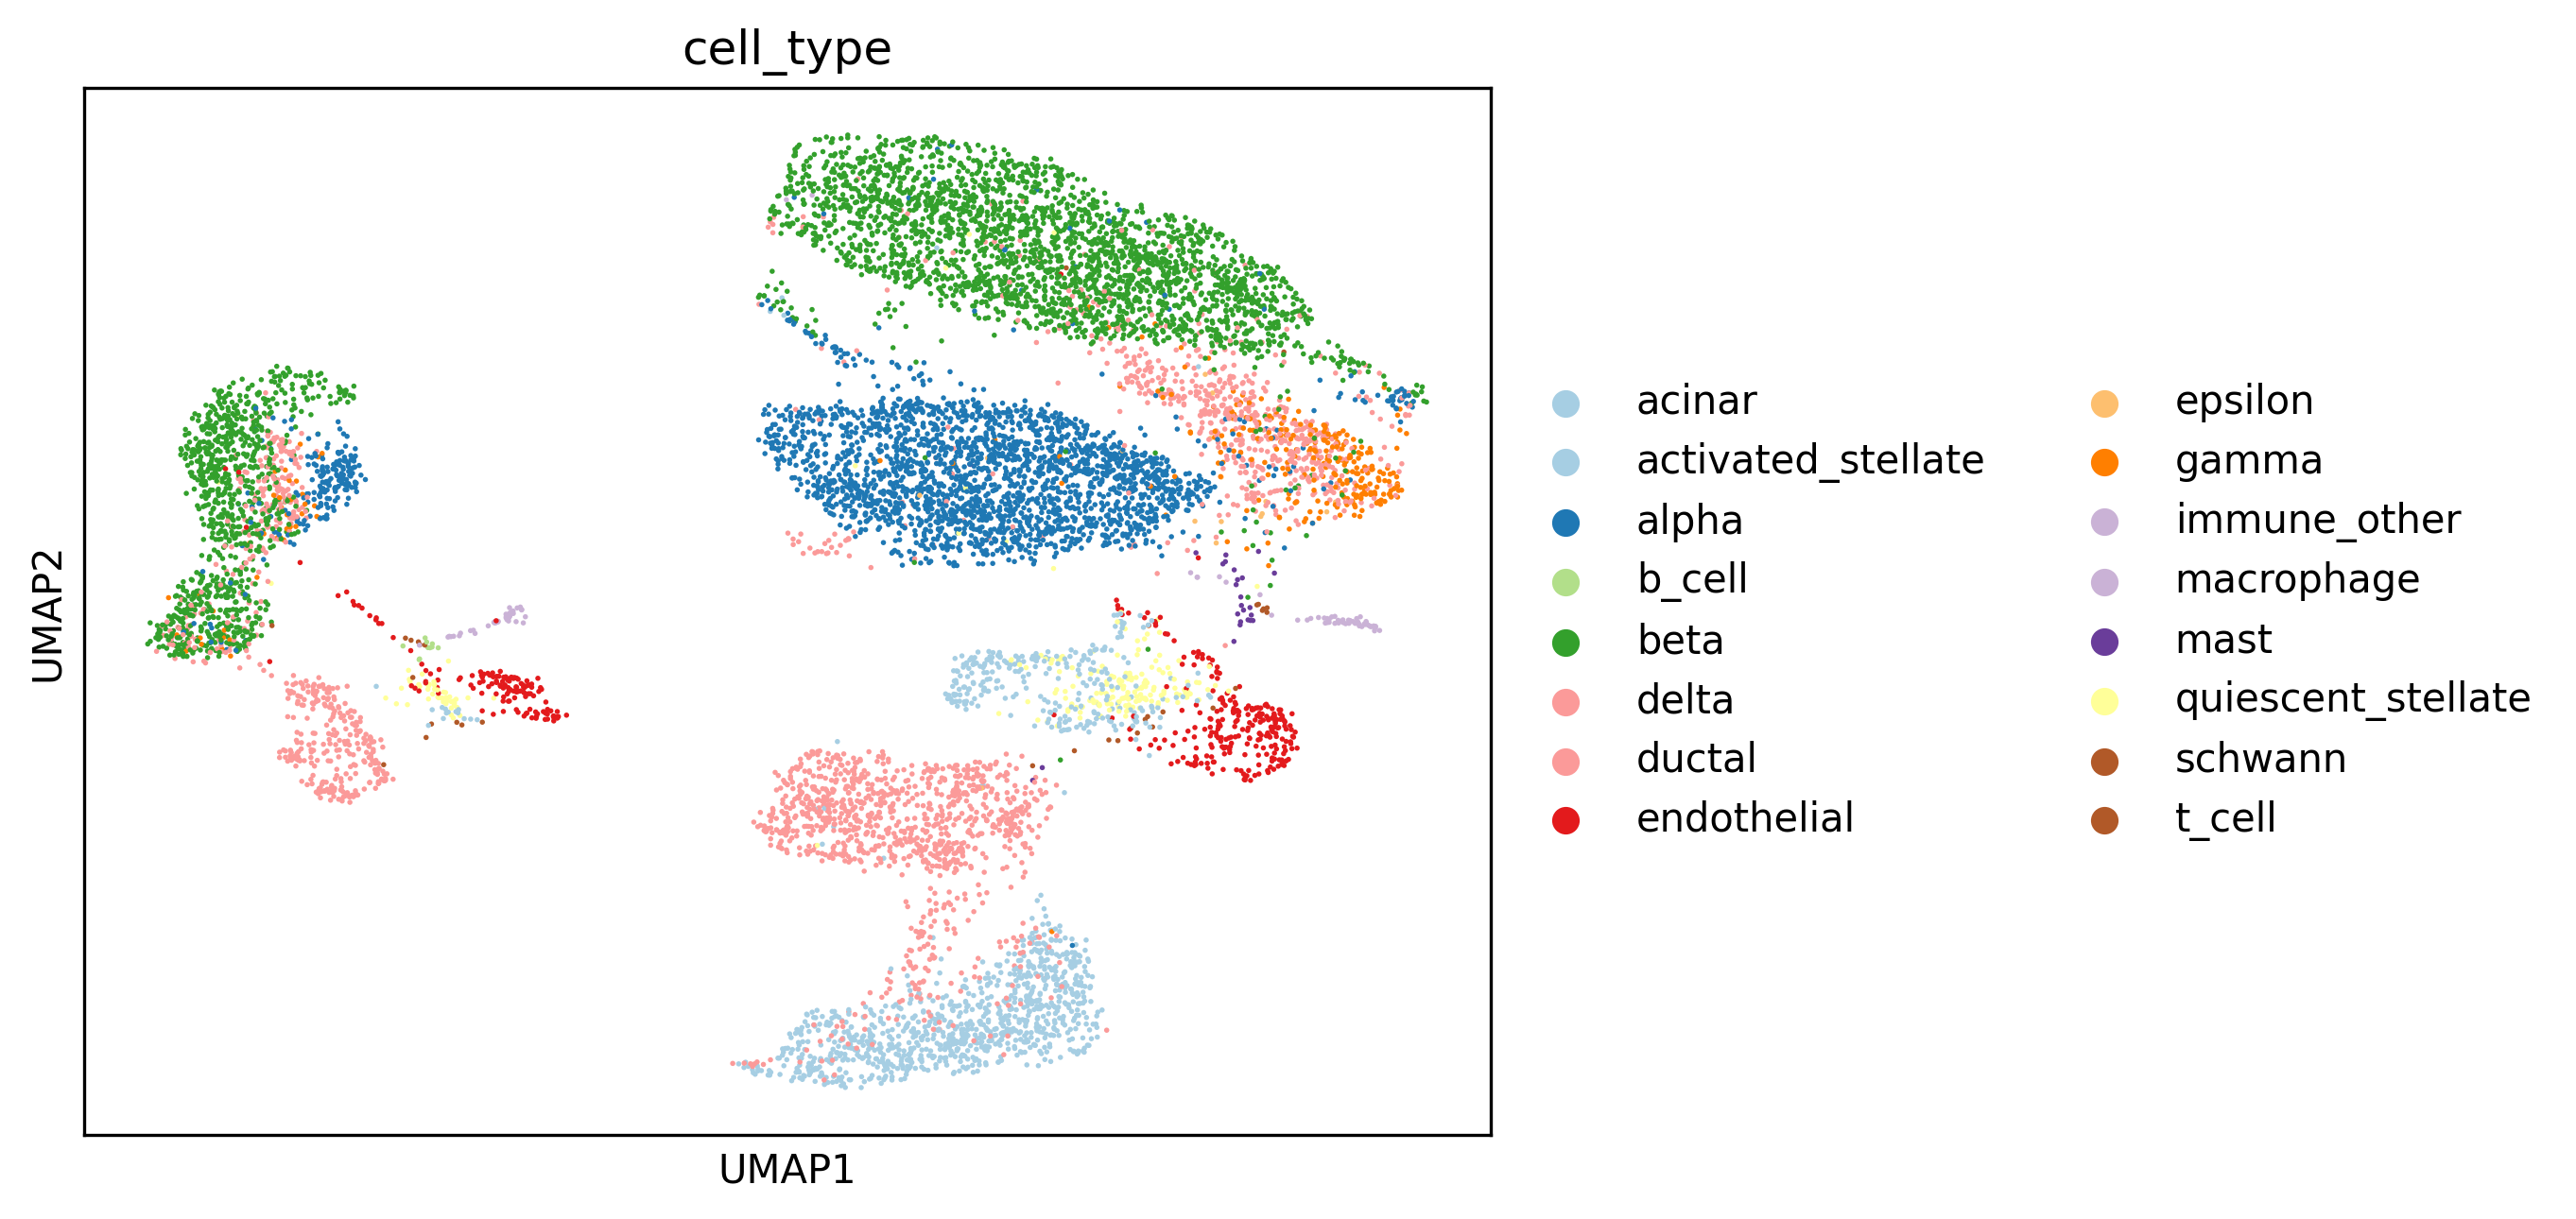 cell_type
UMAP2
UMAP1
acinar
activated_stellate
alpha
b_cell
beta
delta
ductal
endothelial
epsilon
gamma
immune_other
macrophage
mast
quiescent_stellate
schwann
t_cell